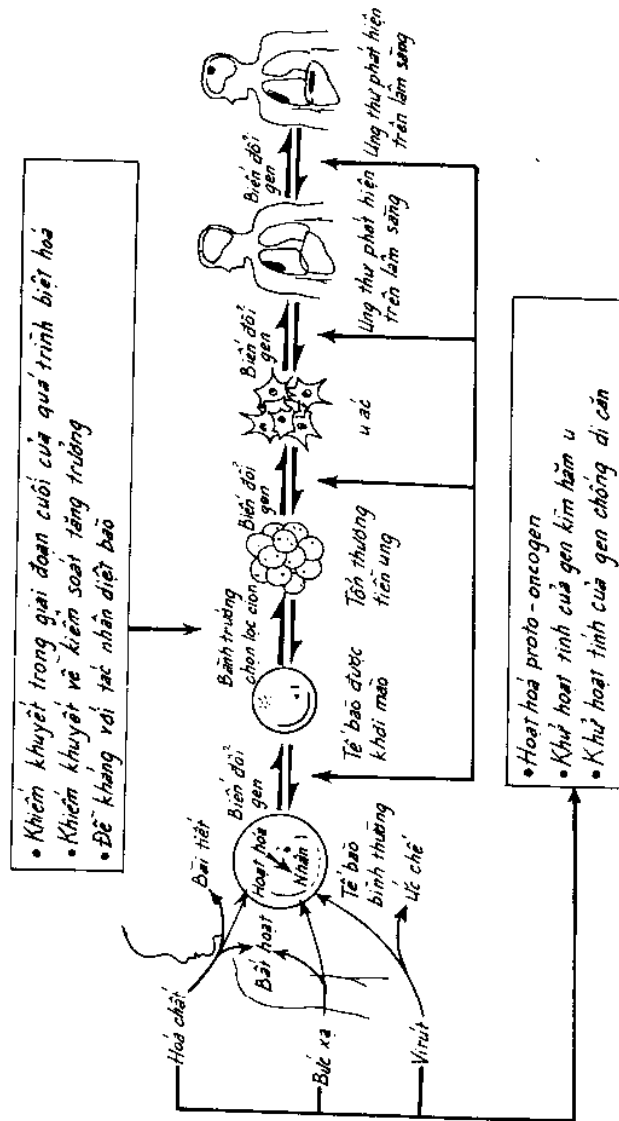 • Khiếm khuyết trong giai đoạn cuối của quá trình biệt hoá
• Khiếm khuyết về kiểm soát tăng trưởng
• Đề kháng với tác nhân diệt bào
Hoá chất
Bức xạ
Virút
Bài tiết
Bất hoạt
Hoạt hóa
Nhân
Tế bào
bình thường
Ức chế
Biến đổi
gen
Tế bào được
khởi mào
Bành trướng
chọn lọc clon
Tổn thương
tiền ung
Biến đổi
gen
u ác
Biến đổi
gen
Ung thư phát hiện
trên lâm sàng
Biến đổi
gen
Ung thư phát hiện
trên lâm sàng
• Hoạt hoá proto-oncogen
• Khử hoạt tính của gen kìm hãm u
• Khử hoạt tính của gen chống di căn